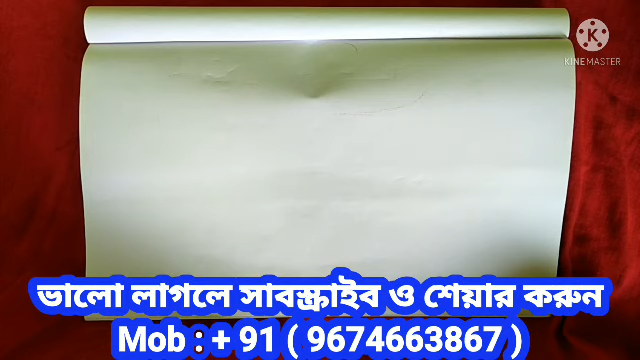 KINEMASTER
ভালো লাগলে সাবস্ক্রাইব ও শেয়ার করুন
Mob : + 91 ( 9674663867 )